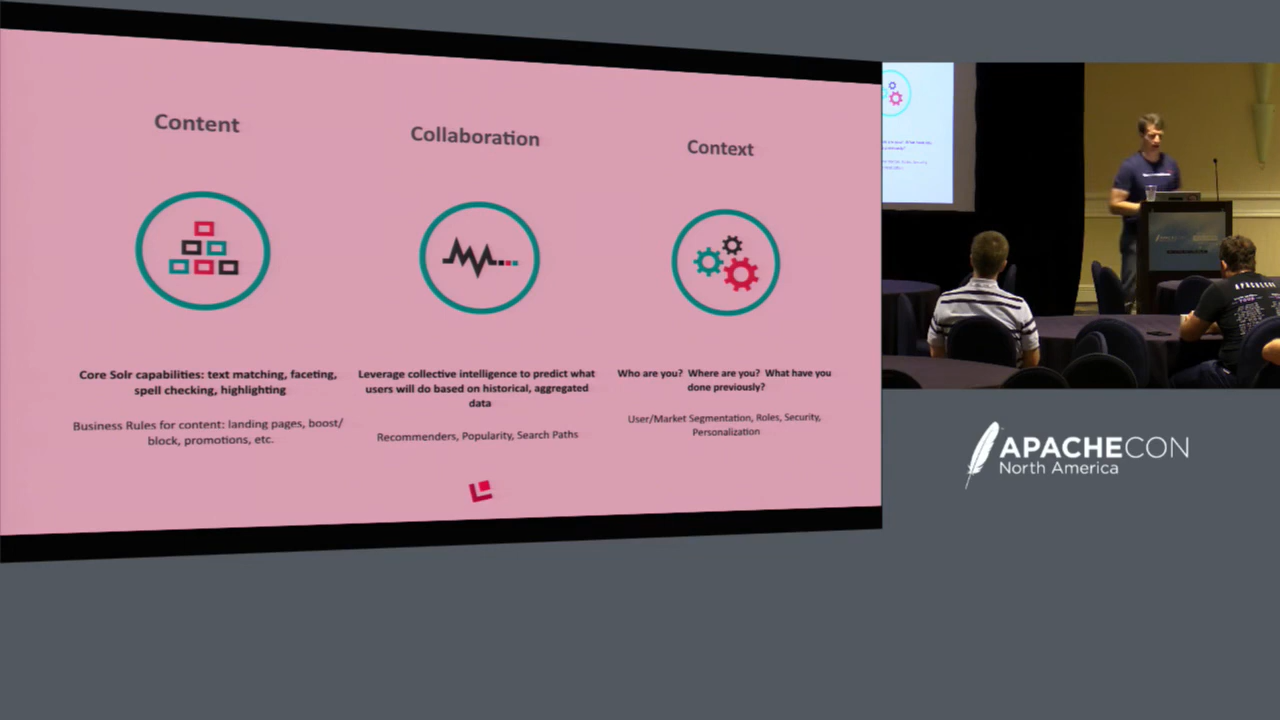 Content
Collaboration
Context
Core Solr capabilities: text matching, faceting,
spell checking, highlighting
Business Rules for content: landing pages, boost/
block, promotions, etc.
Leverage collective intelligence to predict what
users will do based on historical, aggregated
data
Recommenders, Popularity, Search Paths
Who are you? Where are you? What have you
done previously?
User/Market Segmentation, Roles, Security,
Personalization
APACHECON
North America